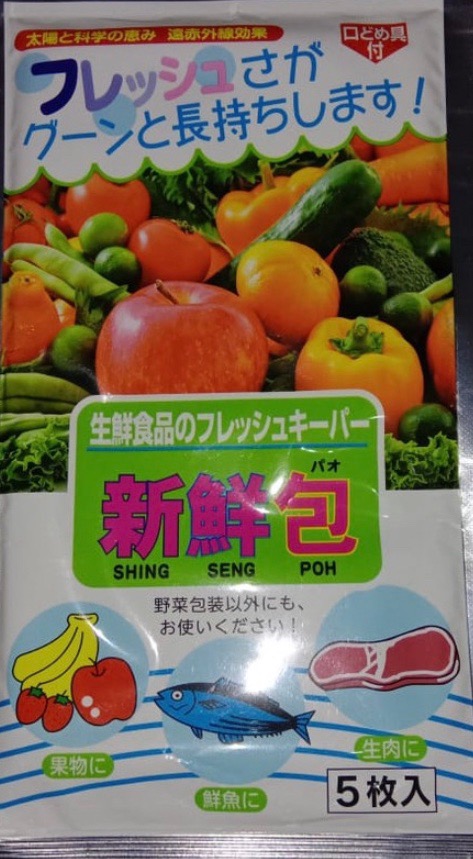 太陽と科学の恵み 遠赤外線効果
口どめ具
付
フレッシュさが
グーンと長持ちします!
生鮮食品のフレッシュキーパー
パオ
新鮮包
SHING SENG POH
野菜包装以外にも、
お使いください!
果物に
鮮魚に
生肉に
5枚入